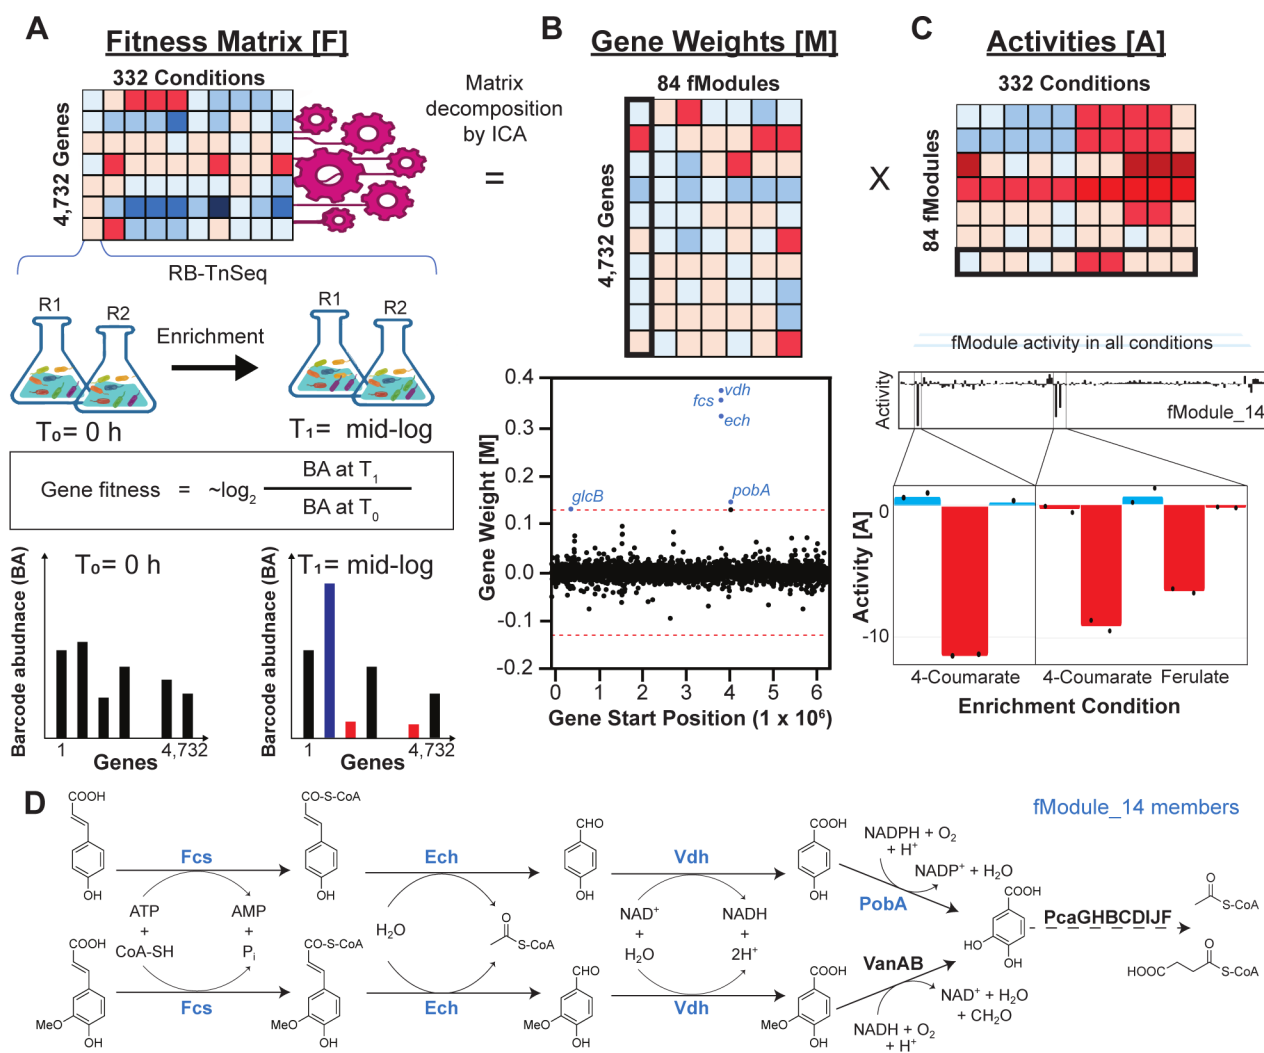 A
Fitness Matrix [F]
332 Conditions
4,732 Genes
Matrix
decomposition
by ICA
=
RB-TnSeq
R1
R2
Enrichment
R1
R2
T₀= 0 h
T₁= mid-log
Gene fitness = ~log₂
BA at T₁
BA at T₀
Barcode abudnace (BA)
T₀= 0 h
1
4,732
Genes
Barcode abudnace (BA)
T₁= mid-log
1
4,732
Genes
B
Gene Weights [M]
84 fModules
4,732 Genes
X
Gene Weight [M]
0.4
0.3
0.2
0.1
0.0
-0.1
-0.2
vdh
fcs
ech
glcB
pobA
0 1 2 3 4 5 6
Gene Start Position (1 x 10⁶)
C
Activities [A]
332 Conditions
84 fModules
fModule activity in all conditions
Activity
fModule_14
Activity [A]
0
-10
4-Coumarate
4-Coumarate Ferulate
Enrichment Condition
D
fModule_14 members
COOH
OH
Fcs
CO-S-CoA
OH
Ech
CHO
OH
Vdh
COOH
OH
NADPH + O₂
+ H⁺
NADP⁺ + H₂O
PobA
ATP
+
CoA-SH
AMP
+
Pᵢ
H₂O
O
S-CoA
NAD⁺
+
H₂O
NADH
+
2H⁺
COOH
HO
OH
PcaGHBCDIJF
O
S-CoA
HOOC
O
S-CoA
COOH
MeO
OH
Fcs
CO-S-CoA
MeO
OH
Ech
CHO
MeO
OH
Vdh
COOH
MeO
OH
VanAB
NADH + O₂
+ H⁺
NAD⁺ + H₂O
+ CH₂O